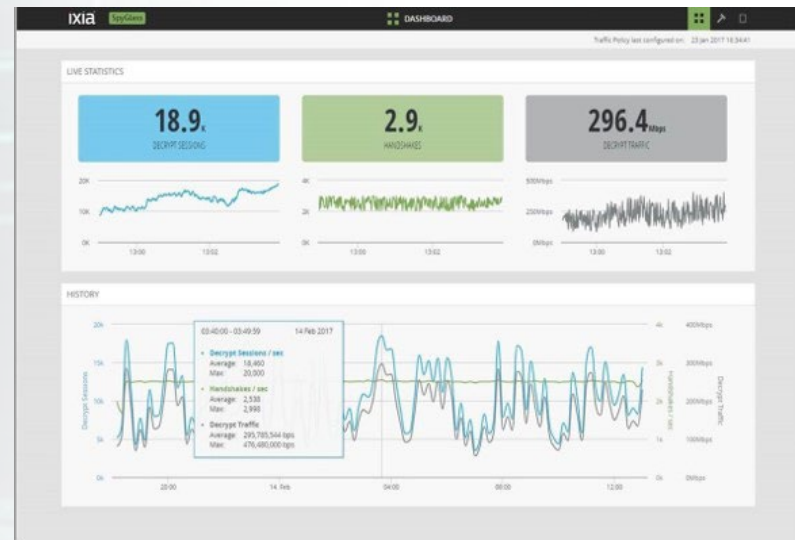 IXIA SpyGlass
DASHBOARD
Traffic Policy last configured on: 23 Jan 2017 16:34:41
LIVE STATISTICS
18.9K
DECRYPT SESSIONS
2.9K
HANDSHAKES
296.4Mbps
DECRYPT TRAFFIC
20K
10K
0K
13:00 13:02
4K
2K
0K
13:00 13:02
500Mbps
250Mbps
0Mbps
13:00 13:02
HISTORY
20k
15k
10k
5k
0k
Decrypt Sessions
03:40:00 - 03:49:59 14 Feb 2017
• Decrypt Sessions / sec
Average: 18,460
Max: 20,000
• Handshakes / sec
Average: 2,538
Max: 2,998
• Decrypt Traffic
Average: 295,785,544 bps
Max: 476,480,000 bps
4k
3k
2k
1k
0k
Handshakes / sec
400Mbps
300Mbps
200Mbps
100Mbps
0Mbps
Decrypt Traffic
20:00 14. Feb 04:00 08:00 12:00